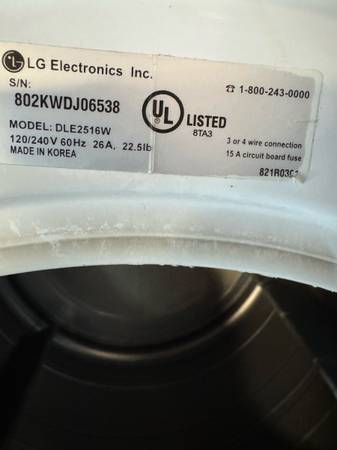 LG Electronics Inc.
S/N:
802KWDJ06538
MODEL: DLE2516W
120/240V 60Hz 26A, 22.5lb
MADE IN KOREA
UL
LISTED
8TA3
☎ 1-800-243-0000
3 or 4 wire connection
15 A circuit board fuse